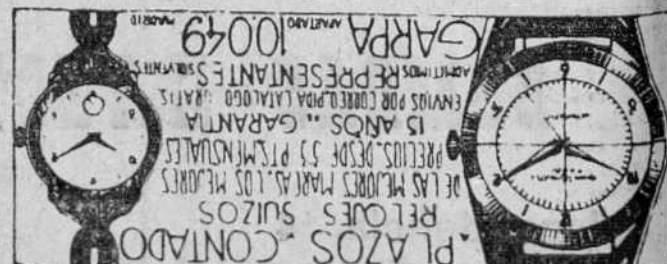 PLAZOS - CONTADO
RELOJES SUIZOS
DE LAS MEJORES MARCAS. LOS MEJORES
PRECIOS. DESDE 55 PTS. MENSUALES
15 AÑOS " GARANTIA
ENVIOS POR CORREO. PIDA CATALOGO GRATIS
ADMITIMOS REPRESENTANTES SOLVENTES
GARPA APARTADO 10.049 MADRID